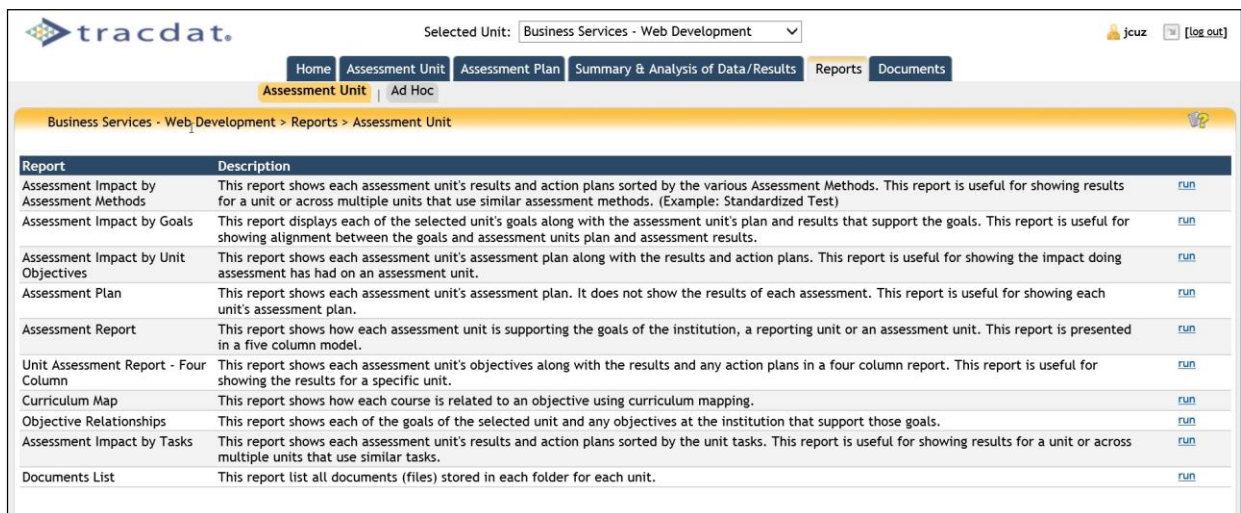 tracdat.
Selected Unit: Business Services - Web Development
jcuz [log out]
Home Assessment Unit Assessment Plan Summary & Analysis of Data/Results Reports Documents
Assessment Unit | Ad Hoc
Business Services - Web Development > Reports > Assessment Unit
Report Description
Assessment Impact by Assessment Methods This report shows each assessment unit's results and action plans sorted by the various Assessment Methods. This report is useful for showing results run
for a unit or across multiple units that use similar assessment methods. (Example: Standardized Test)
Assessment Impact by Goals This report displays each of the selected unit's goals along with the assessment unit's plan and results that support the goals. This report is useful for run
showing alignment between the goals and assessment units plan and assessment results.
Assessment Impact by Unit Objectives This report shows each assessment unit's assessment plan along with the results and action plans. This report is useful for showing the impact doing run
assessment has had on an assessment unit.
Assessment Plan This report shows each assessment unit's assessment plan. It does not show the results of each assessment. This report is useful for showing each run
unit's assessment plan.
Assessment Report This report shows how each assessment unit is supporting the goals of the institution, a reporting unit or an assessment unit. This report is presented run
in a five column model.
Unit Assessment Report - Four Column This report shows each assessment unit's objectives along with the results and any action plans in a four column report. This report is useful for run
showing the results for a specific unit.
Curriculum Map This report shows how each course is related to an objective using curriculum mapping. run
Objective Relationships This report shows each of the goals of the selected unit and any objectives at the institution that support those goals. run
Assessment Impact by Tasks This report shows each assessment unit's results and action plans sorted by the unit tasks. This report is useful for showing results for a unit or across run
multiple units that use similar tasks.
Documents List This report list all documents (files) stored in each folder for each unit. run